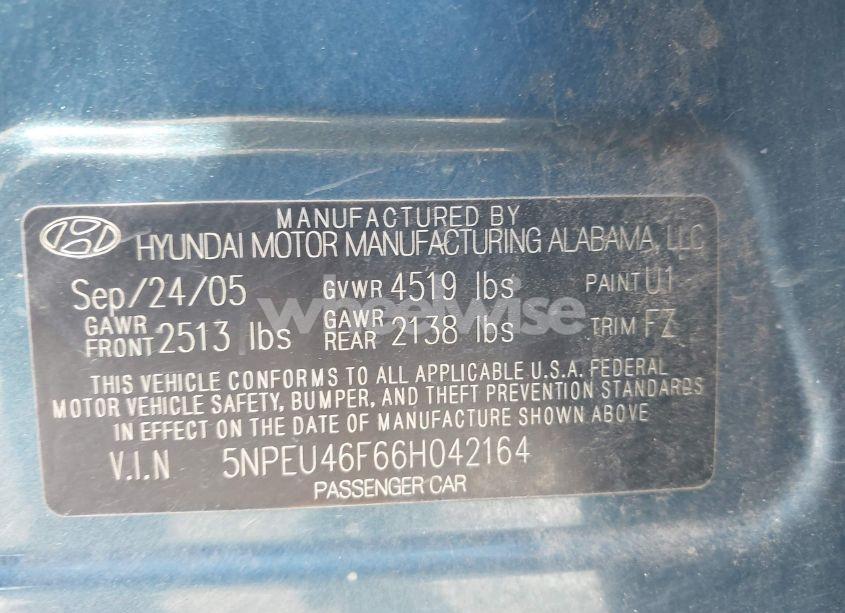 MANUFACTURED BY
HYUNDAI MOTOR MANUFACTURING ALABAMA, LLC
Sep/24/05 GVWR 4519 lbs PAINT U1
GAWR FRONT 2513 lbs GAWR REAR 2138 lbs TRIM FZ
THIS VEHICLE CONFORMS TO ALL APPLICABLE U.S.A. FEDERAL
MOTOR VEHICLE SAFETY, BUMPER, AND THEFT PREVENTION STANDARDS
IN EFFECT ON THE DATE OF MANUFACTURE SHOWN ABOVE
V.I.N 5NPEU46F66H042164
PASSENGER CAR
wheelwise